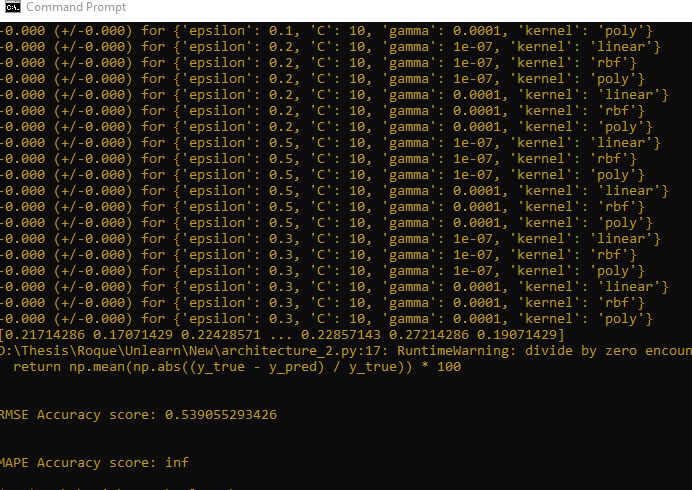 Command Prompt
-0.000 (+/-0.000) for {'epsilon': 0.1, 'C': 10, 'gamma': 0.0001, 'kernel': 'poly'}
-0.000 (+/-0.000) for {'epsilon': 0.2, 'C': 10, 'gamma': 1e-07, 'kernel': 'linear'}
-0.000 (+/-0.000) for {'epsilon': 0.2, 'C': 10, 'gamma': 1e-07, 'kernel': 'rbf'}
-0.000 (+/-0.000) for {'epsilon': 0.2, 'C': 10, 'gamma': 1e-07, 'kernel': 'poly'}
-0.000 (+/-0.000) for {'epsilon': 0.2, 'C': 10, 'gamma': 0.0001, 'kernel': 'linear'}
-0.000 (+/-0.000) for {'epsilon': 0.2, 'C': 10, 'gamma': 0.0001, 'kernel': 'rbf'}
-0.000 (+/-0.000) for {'epsilon': 0.2, 'C': 10, 'gamma': 0.0001, 'kernel': 'poly'}
-0.000 (+/-0.000) for {'epsilon': 0.5, 'C': 10, 'gamma': 1e-07, 'kernel': 'linear'}
-0.000 (+/-0.000) for {'epsilon': 0.5, 'C': 10, 'gamma': 1e-07, 'kernel': 'rbf'}
-0.000 (+/-0.000) for {'epsilon': 0.5, 'C': 10, 'gamma': 1e-07, 'kernel': 'poly'}
-0.000 (+/-0.000) for {'epsilon': 0.5, 'C': 10, 'gamma': 0.0001, 'kernel': 'linear'}
-0.000 (+/-0.000) for {'epsilon': 0.5, 'C': 10, 'gamma': 0.0001, 'kernel': 'rbf'}
-0.000 (+/-0.000) for {'epsilon': 0.5, 'C': 10, 'gamma': 0.0001, 'kernel': 'poly'}
-0.000 (+/-0.000) for {'epsilon': 0.3, 'C': 10, 'gamma': 1e-07, 'kernel': 'linear'}
-0.000 (+/-0.000) for {'epsilon': 0.3, 'C': 10, 'gamma': 1e-07, 'kernel': 'rbf'}
-0.000 (+/-0.000) for {'epsilon': 0.3, 'C': 10, 'gamma': 1e-07, 'kernel': 'poly'}
-0.000 (+/-0.000) for {'epsilon': 0.3, 'C': 10, 'gamma': 0.0001, 'kernel': 'linear'}
-0.000 (+/-0.000) for {'epsilon': 0.3, 'C': 10, 'gamma': 0.0001, 'kernel': 'rbf'}
-0.000 (+/-0.000) for {'epsilon': 0.3, 'C': 10, 'gamma': 0.0001, 'kernel': 'poly'}
[0.21714286 0.17071429 0.22428571 ... 0.22857143 0.27214286 0.19071429]
D:\Thesis\Roque\Unlearn\New\architecture_2.py:17: RuntimeWarning: divide by zero encoun
return np.mean(np.abs((y_true - y_pred) / y_true)) * 100
RMSE Accuracy score: 0.539055293426
MAPE Accuracy score: inf